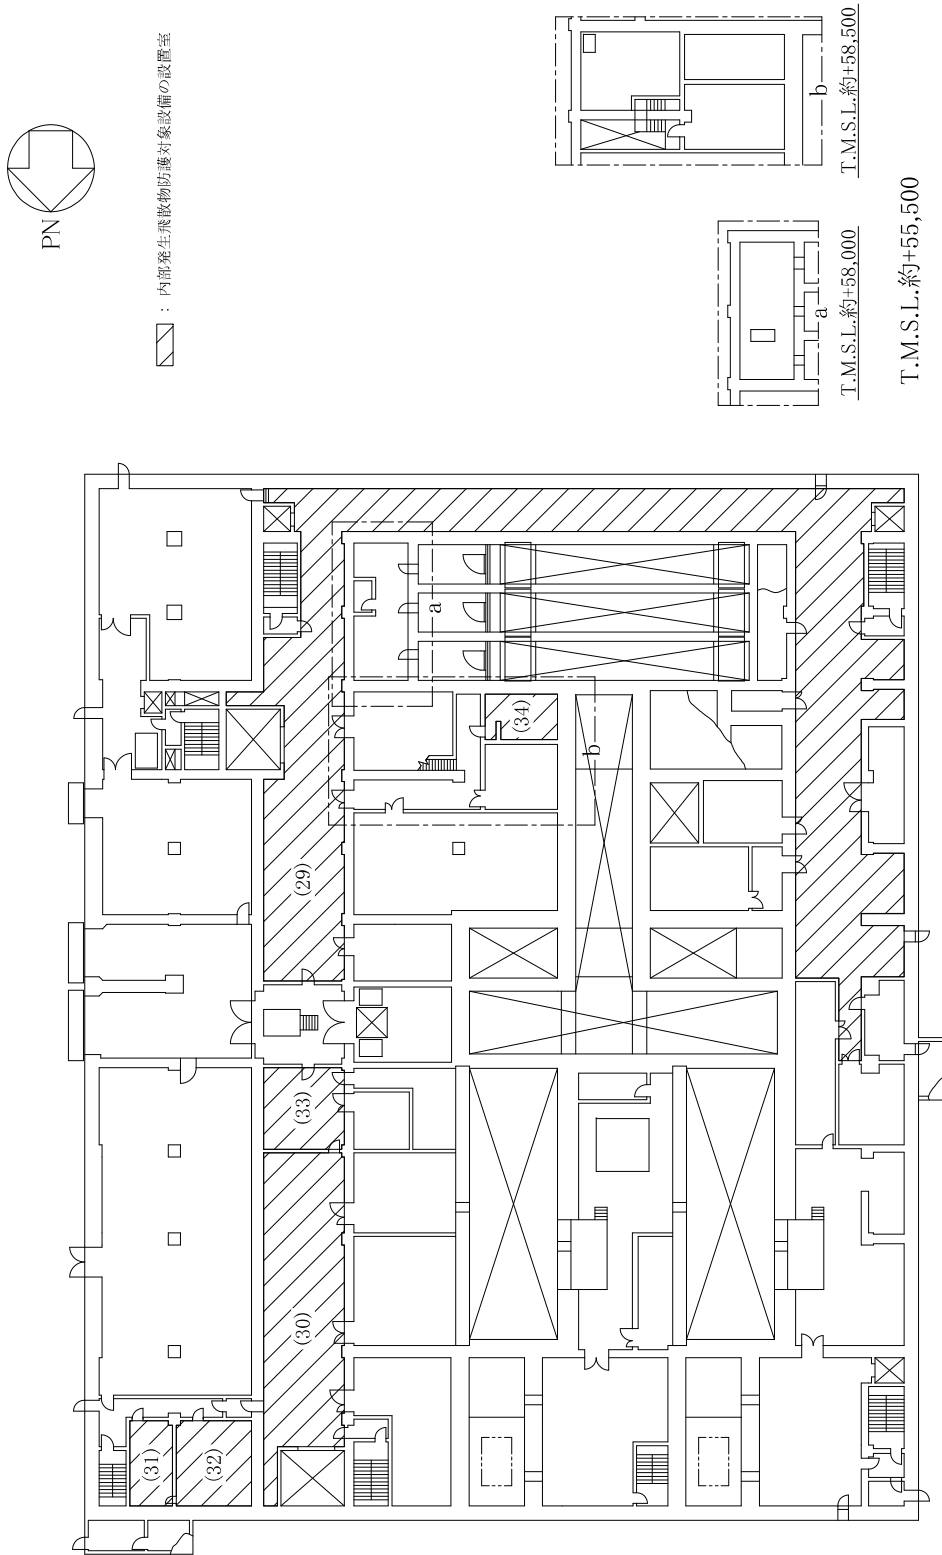 PN
：内部発生飛散物防護対象設備の設置室
b
T.M.S.L.約+58,500
a
T.M.S.L.約+58,000
T.M.S.L.約+55,500
a
b
(34)
(29)
(33)
(30)
(31)
(32)